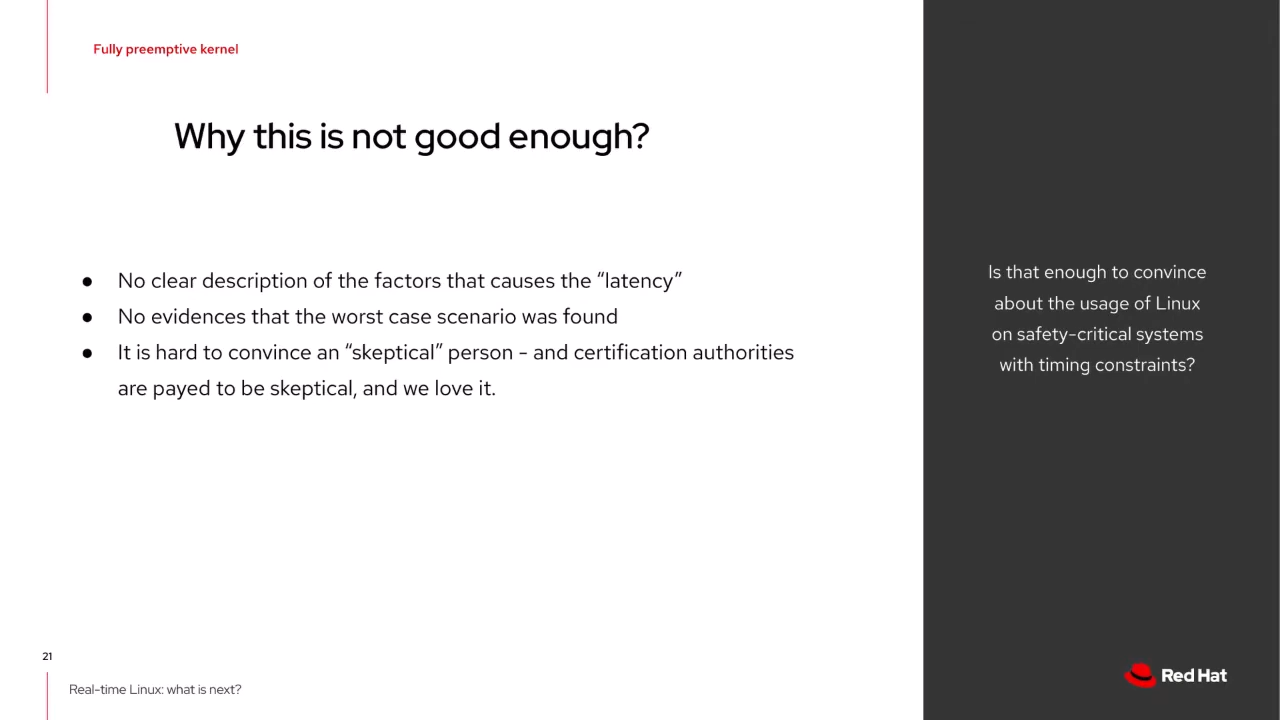 Fully preemptive kernel
Why this is not good enough?
● No clear description of the factors that causes the “latency”
● No evidences that the worst case scenario was found
● It is hard to convince an “skeptical” person - and certification authorities
are payed to be skeptical, and we love it.
Is that enough to convince
about the usage of Linux
on safety-critical systems
with timing constraints?
21
Real-time Linux: what is next?
Red Hat